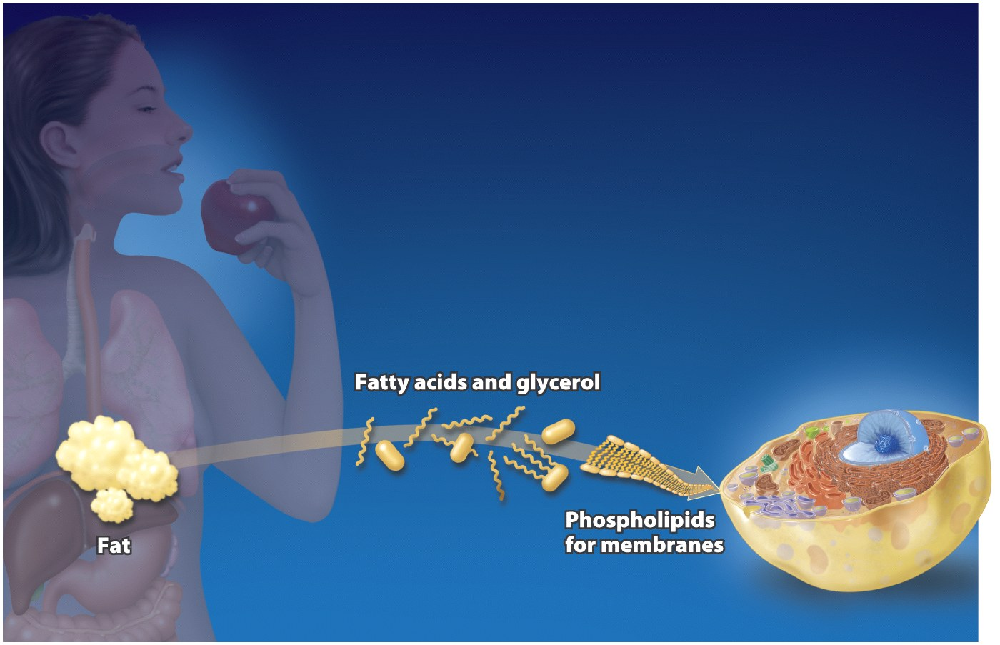 Fatty acids and glycerol
Phospholipids
for membranes
Fat